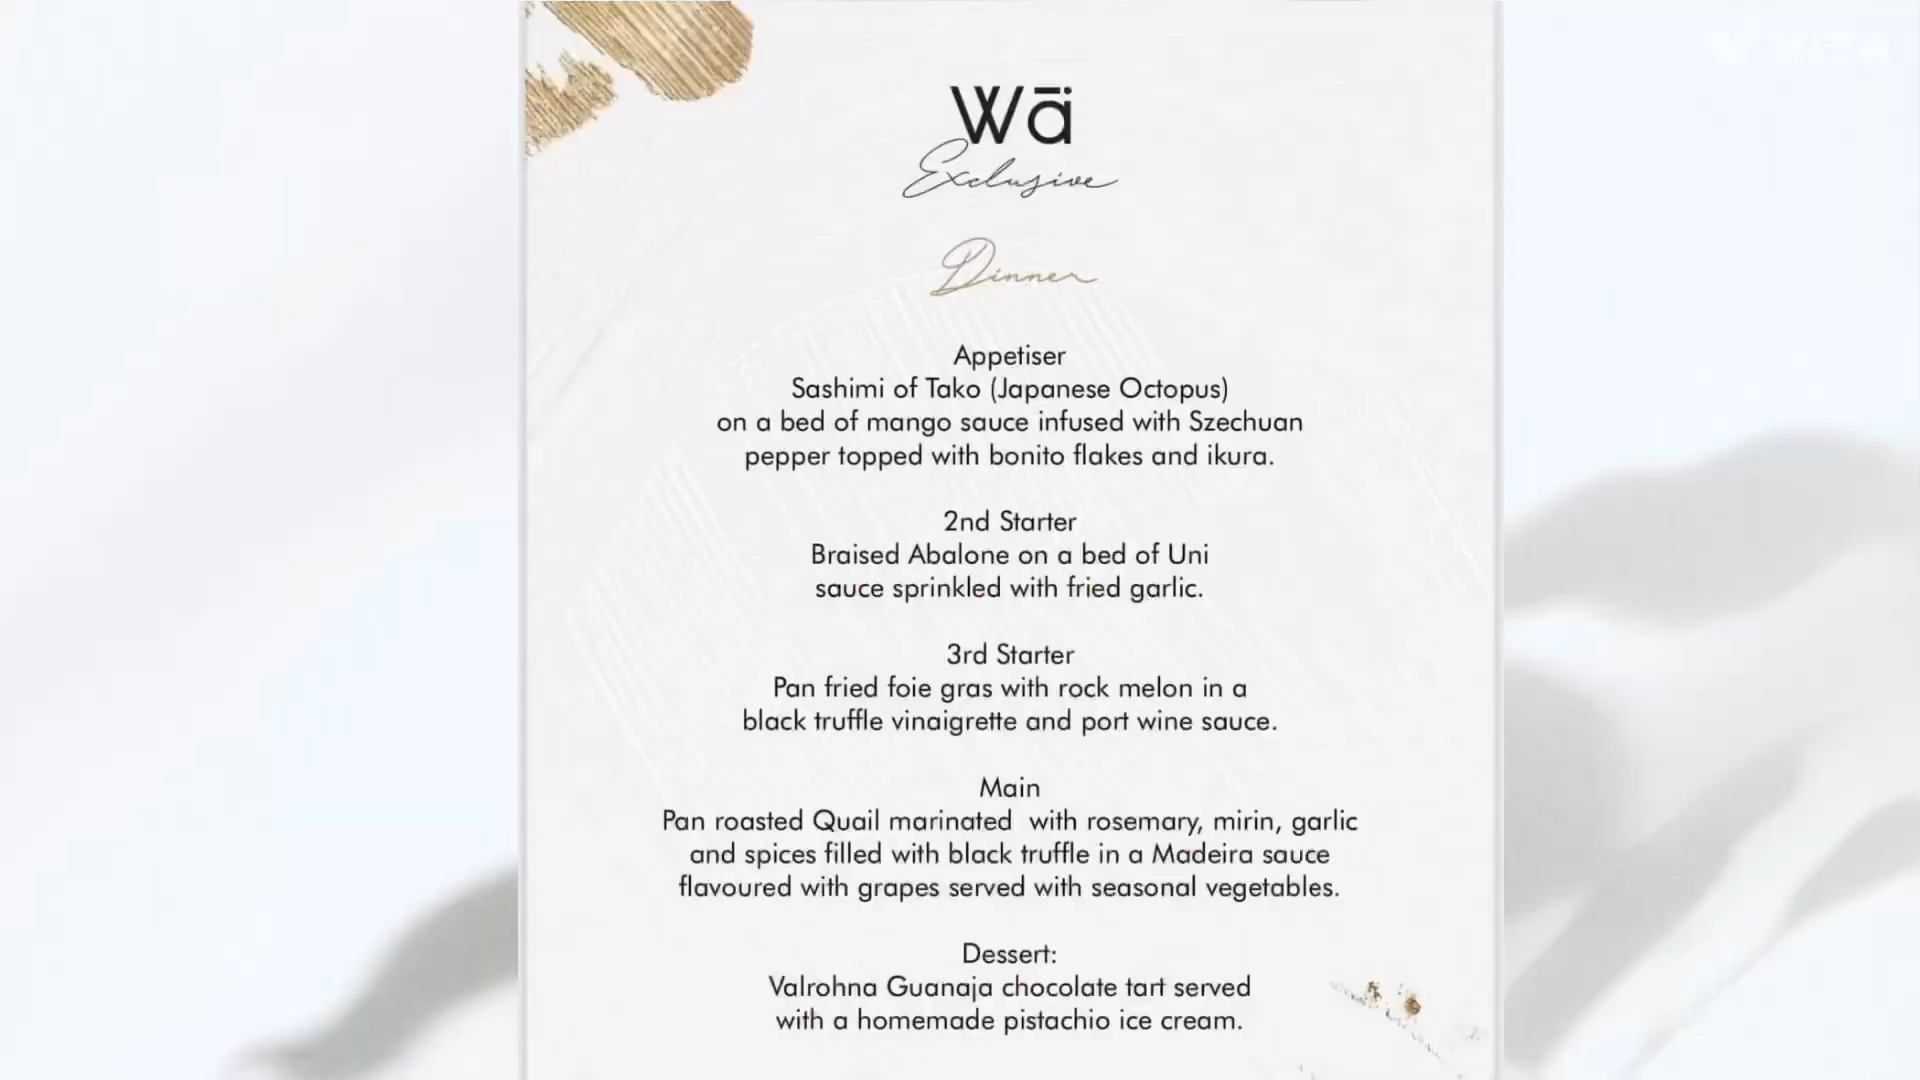 VITA
Wā
Exclusive
Dinner
Appetiser
Sashimi of Tako (Japanese Octopus)
on a bed of mango sauce infused with Szechuan
pepper topped with bonito flakes and ikura.
2nd Starter
Braised Abalone on a bed of Uni
sauce sprinkled with fried garlic.
3rd Starter
Pan fried foie gras with rock melon in a
black truffle vinaigrette and port wine sauce.
Main
Pan roasted Quail marinated  with rosemary, mirin, garlic
and spices filled with black truffle in a Madeira sauce
flavoured with grapes served with seasonal vegetables.
Dessert:
Valrohna Guanaja chocolate tart served
with a homemade pistachio ice cream.